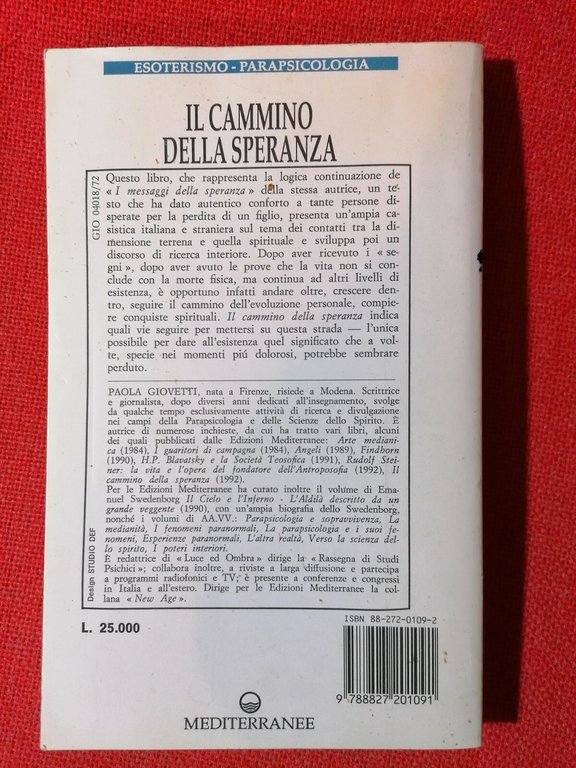 ESOTERISMO - PARAPSICOLOGIA
IL CAMMINO
DELLA SPERANZA
GIO 04018/72
Questo libro, che rappresenta la logica continuazione de
« I messaggi della speranza » della stessa autrice, un te-
sto che ha dato autentico conforto a tante persone di-
sperate per la perdita di un figlio, presenta un'ampia ca-
sistica italiana e straniera sul tema dei contatti tra la di-
mensione terrena e quella spirituale e sviluppa poi un
discorso di ricerca interiore. Dopo aver ricevuto i « se-
gni », dopo aver avuto le prove che la vita non si con-
clude con la morte fisica, ma continua ad altri livelli di
esistenza, è opportuno infatti andare oltre, crescere den-
tro, seguire il cammino dell'evoluzione personale, compie-
re conquiste spirituali. Il cammino della speranza indica
quali vie seguire per mettersi su questa strada — l'unica
possibile per dare all'esistenza quel significato che a vol-
te, specie nei momenti piú dolorosi, potrebbe sembrare
perduto.
PAOLA GIOVETTI, nata a Firenze, risiede a Modena. Scrittrice
e giornalista, dopo diversi anni dedicati all'insegnamento, svolge
da qualche tempo esclusivamente attività di ricerca e divulgazione
nei campi della Parapsicologia e delle Scienze dello Spirito. È
autrice di numerose inchieste, da cui ha tratto vari libri, alcuni
dei quali pubblicati dalle Edizioni Mediterranee: Arte mediani-
ca (1984), I guaritori di campagna (1984), Angeli (1989), Findhorn
(1990), H.P. Blavatsky e la Società Teosofica (1991), Rudolf Stei-
ner: la vita e l'opera del fondatore dell'Antroposofia (1992), Il
cammino della speranza (1992).
Per le Edizioni Mediterranee ha curato inoltre il volume di Ema-
nuel Swedenborg Il Cielo e l'Inferno - L'Aldilà descritto da un
grande veggente (1990), con un'ampia biografia dello Swedenborg,
nonché i volumi di AA.VV.: Parapsicologia e sopravvivenza, La
medianità, I fenomeni paranormali, La parapsicologia e i suoi fe-
nomeni, Esperienze paranormali, L'altra realtà, Verso la scienza del-
lo spirito, I poteri interiori.
È redattrice di « Luce ed Ombra » dirige la « Rassegna di Studi
Psichici »; collabora inoltre, a riviste a larga diffusione e partecipa
a programmi radiofonici e TV; è presente a conferenze e congressi
in Italia e all'estero. Dirige per le Edizioni Mediterranee la col-
lana « New Age ».
Design STUDIO DEF
L. 25.000
ISBN 88-272-0109-2
9 788827 201091
MEDITERRANEE